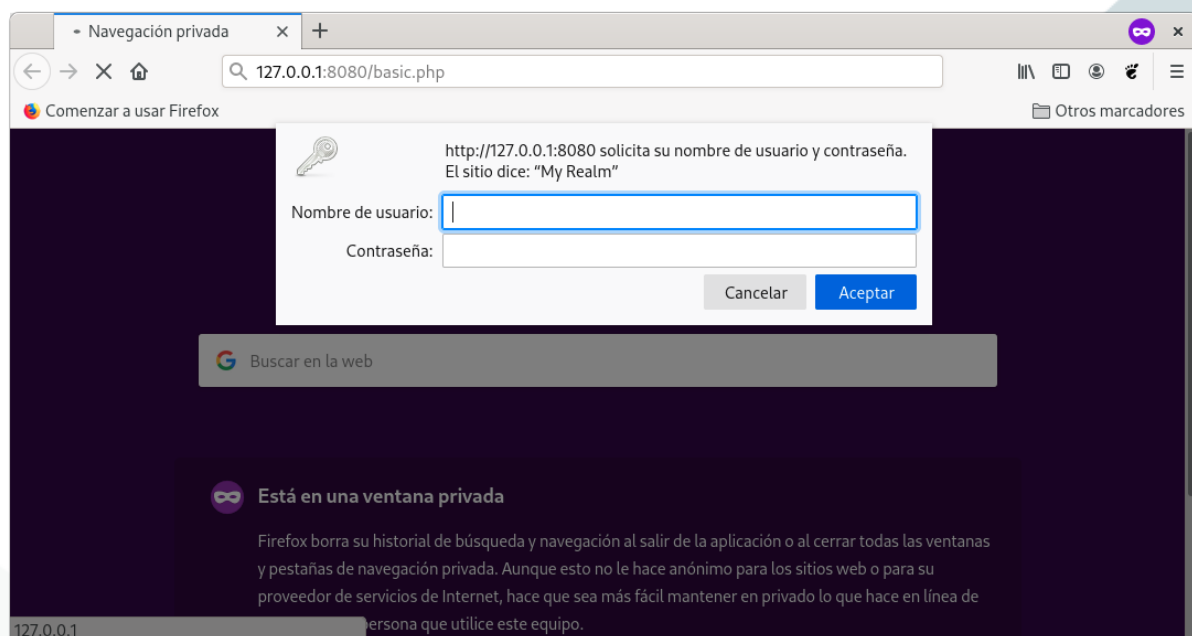 Navegación privada
127.0.0.1:8080/basic.php
Comenzar a usar Firefox
Otros marcadores
http://127.0.0.1:8080 solicita su nombre de usuario y contraseña.
El sitio dice: “My Realm”
Nombre de usuario:
Contraseña:
Cancelar
Aceptar
Buscar en la web
Está en una ventana privada
Firefox borra su historial de búsqueda y navegación al salir de la aplicación o al cerrar todas las ventanas
y pestañas de navegación privada. Aunque esto no le hace anónimo para los sitios web o para su
proveedor de servicios de Internet, hace que sea más fácil mantener en privado lo que hace en línea de
que utilice este equipo.
127.0.0.1